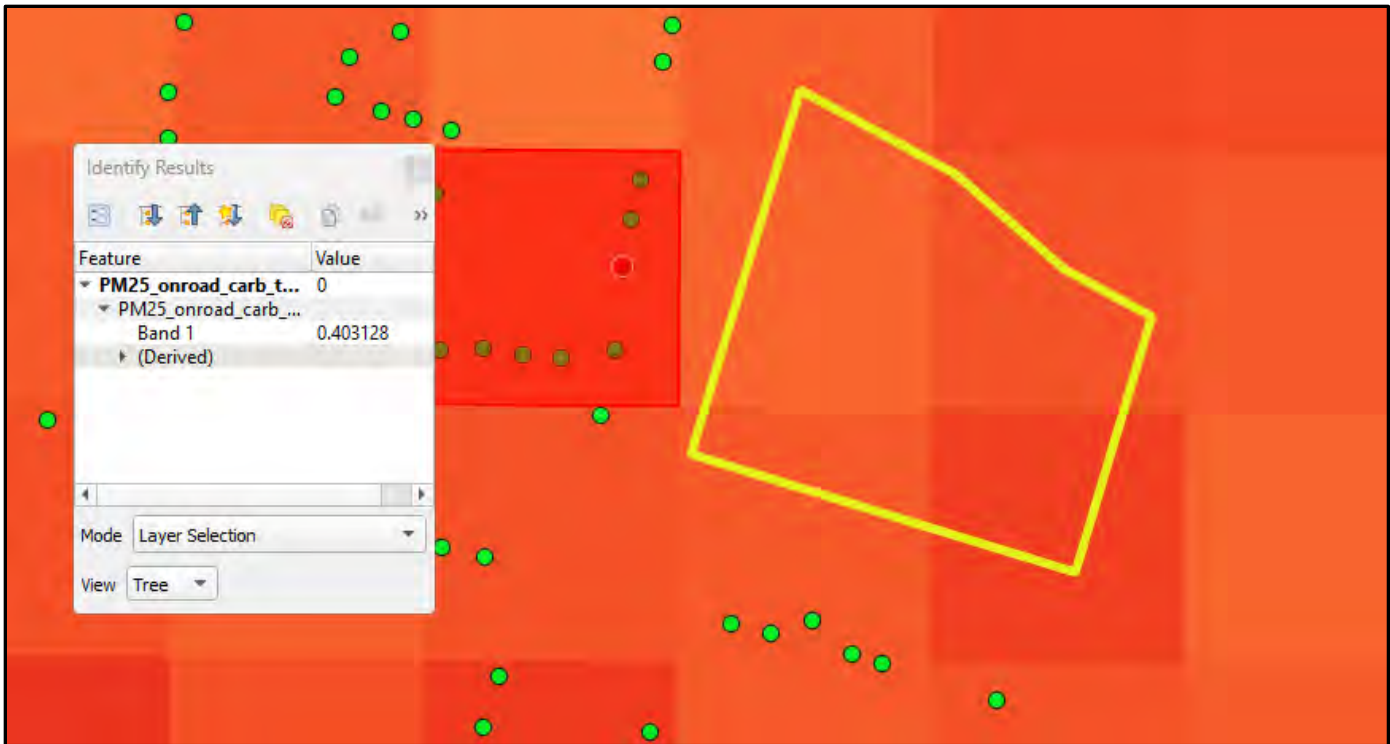 Identify Results
»
Feature Value
PM25_onroad_carb_t... 0
PM25_onroad_carb_...
Band 1 0.403128
(Derived)
Mode Layer Selection
View Tree